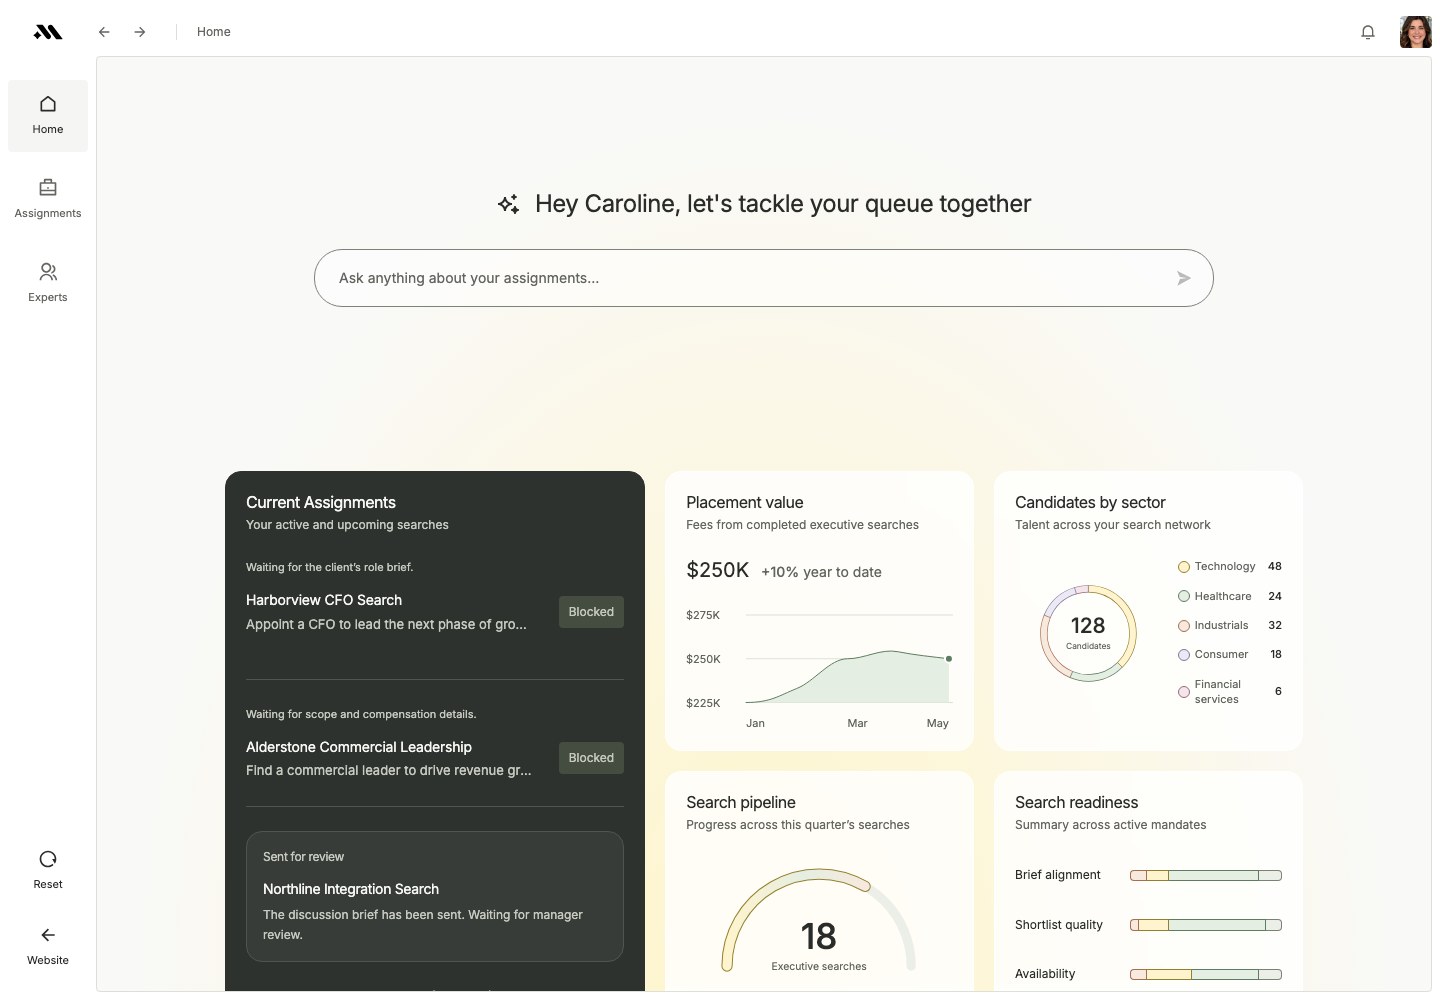 Home
Home
Assignments
Experts
Reset
Website
Hey Caroline, let's tackle your queue together
Ask anything about your assignments...
Current Assignments
Your active and upcoming searches
Waiting for the client's role brief.
Harborview CFO Search
Appoint a CFO to lead the next phase of gro...
Blocked
Waiting for scope and compensation details.
Alderstone Commercial Leadership
Find a commercial leader to drive revenue gr...
Blocked
Sent for review
Northline Integration Search
The discussion brief has been sent. Waiting for manager
review.
Placement value
Fees from completed executive searches
$250K +10% year to date
$275K
$250K
$225K
Jan Mar May
Candidates by sector
Talent across your search network
128
Candidates
Technology 48
Healthcare 24
Industrials 32
Consumer 18
Financial
services 6
Search pipeline
Progress across this quarter's searches
18
Executive searches
Search readiness
Summary across active mandates
Brief alignment
Shortlist quality
Availability